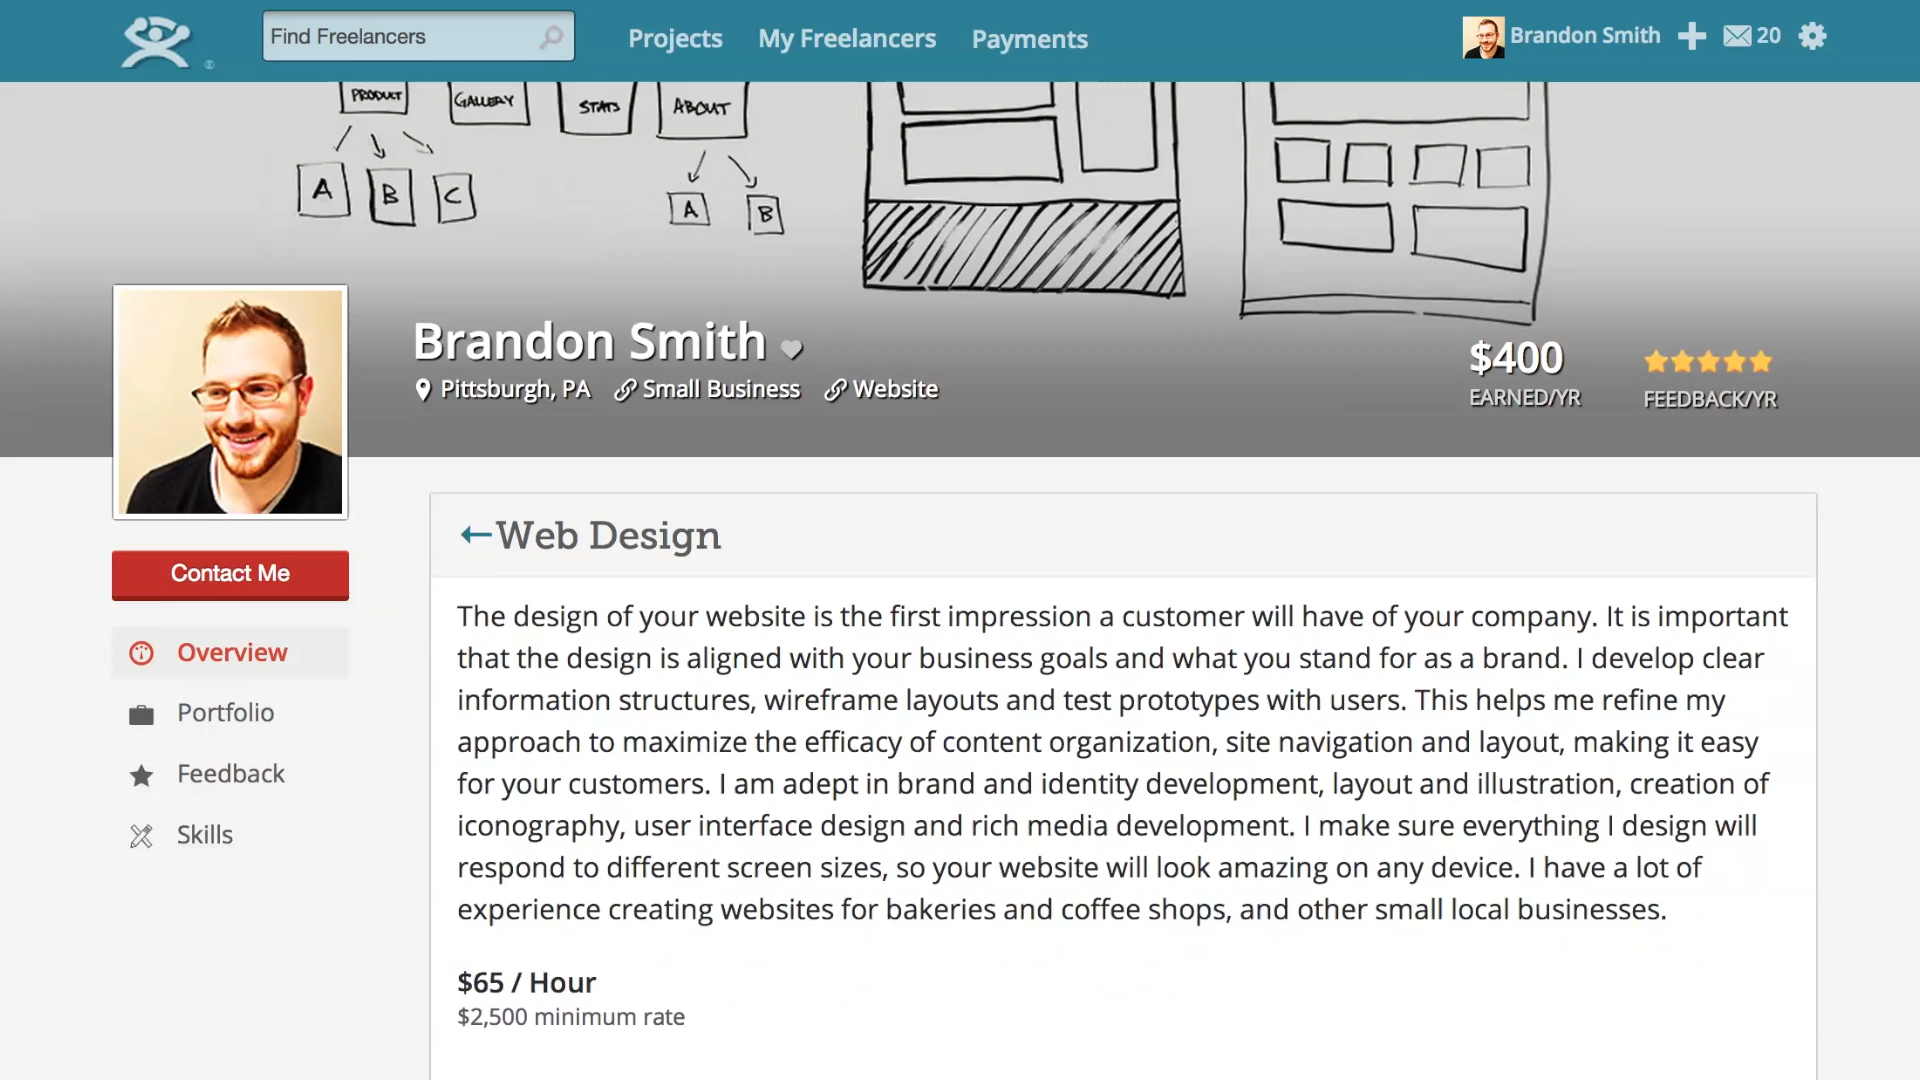 Find Freelancers
Projects
My Freelancers
Payments
Brandon Smith
20
PRODUCT
GALLERY
STATS
ABOUT
A
B
C
A
B
Brandon Smith
Pittsburgh, PA
Small Business
Website
$400
EARNED/YR
FEEDBACK/YR
Contact Me
Overview
Portfolio
Feedback
Skills
←Web Design
The design of your website is the first impression a customer will have of your company. It is important
that the design is aligned with your business goals and what you stand for as a brand. I develop clear
information structures, wireframe layouts and test prototypes with users. This helps me refine my
approach to maximize the efficacy of content organization, site navigation and layout, making it easy
for your customers. I am adept in brand and identity development, layout and illustration, creation of
iconography, user interface design and rich media development. I make sure everything I design will
respond to different screen sizes, so your website will look amazing on any device. I have a lot of
experience creating websites for bakeries and coffee shops, and other small local businesses.
$65 / Hour
$2,500 minimum rate